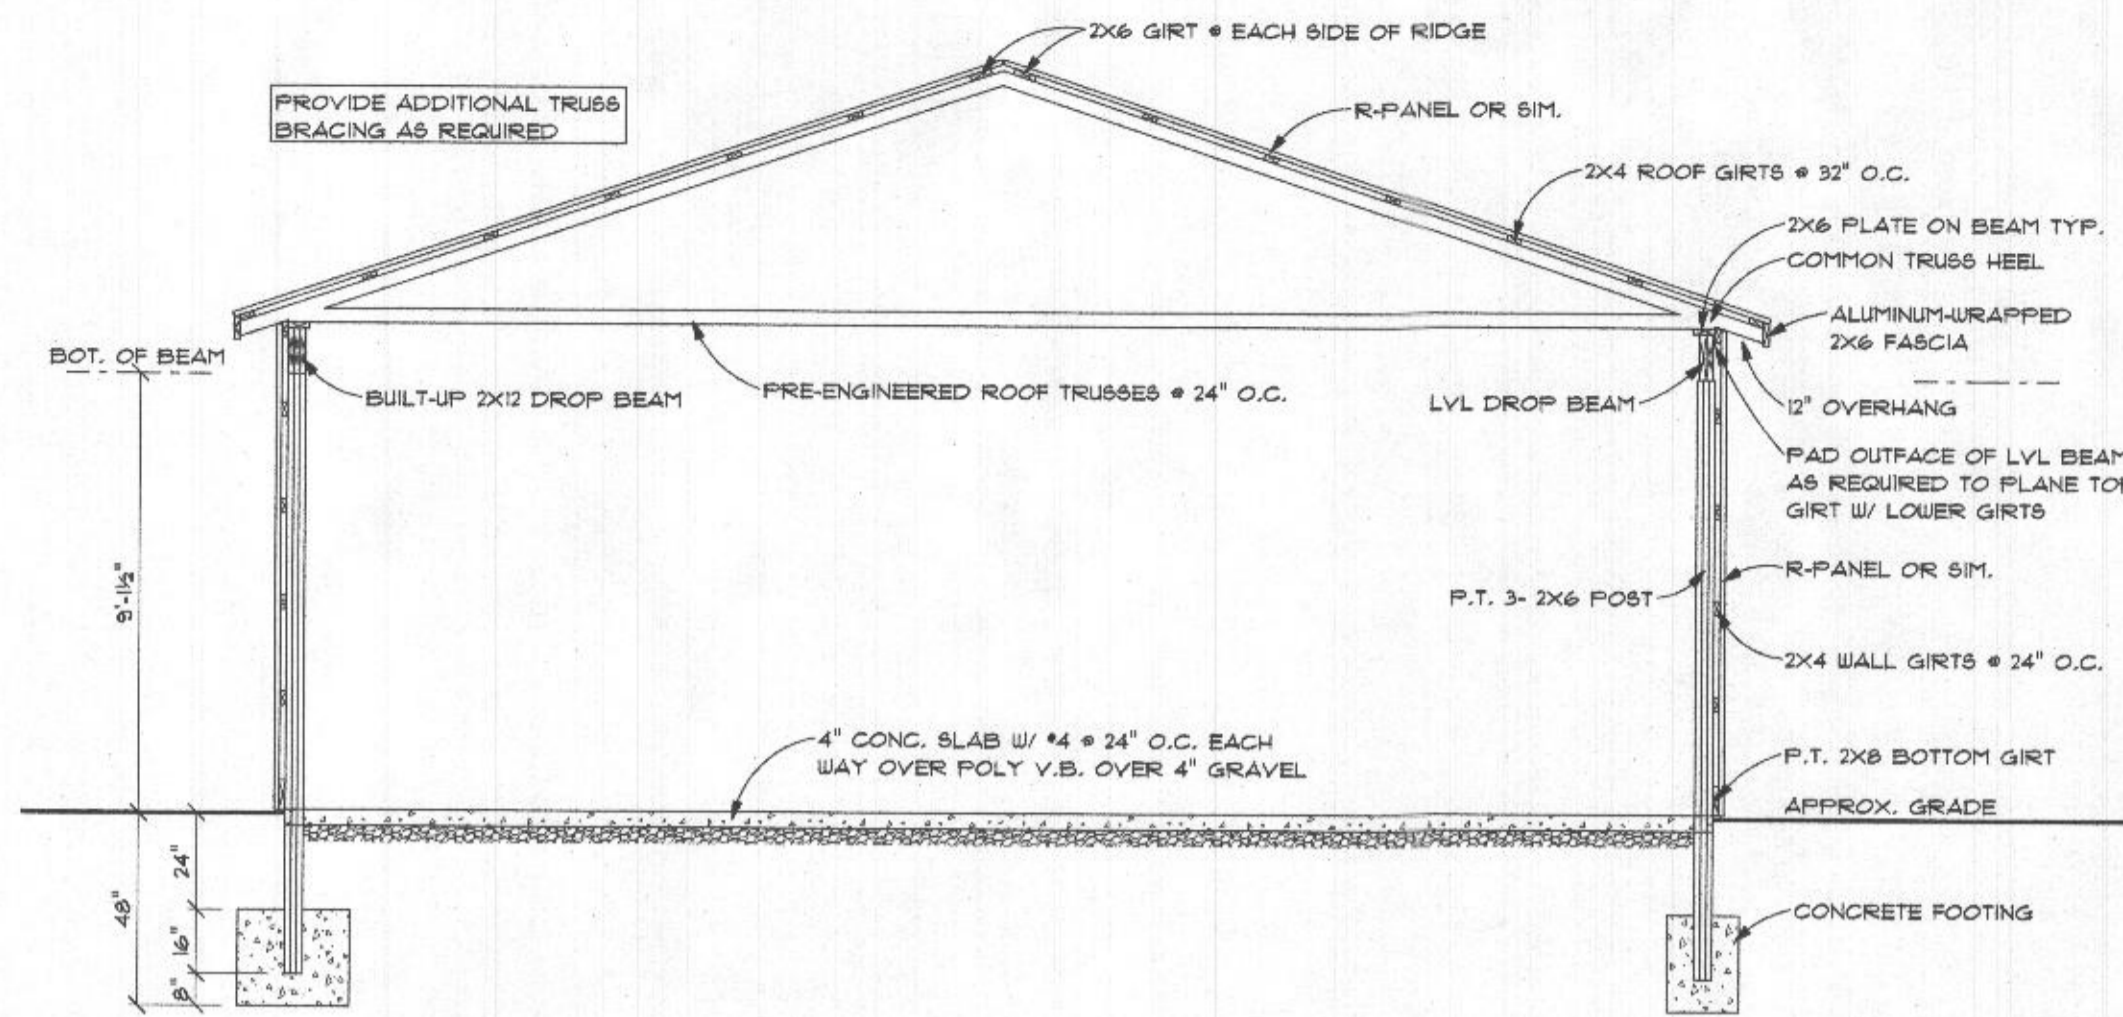 2X6 GIRT @ EACH SIDE OF RIDGE
PROVIDE ADDITIONAL TRUSS
BRACING AS REQUIRED
R-PANEL OR SIM.
2X4 ROOF GIRTS @ 32" O.C.
2X6 PLATE ON BEAM TYP.
COMMON TRUSS HEEL
ALUMINUM-WRAPPED
2X6 FASCIA
BOT. OF BEAM
BUILT-UP 2X12 DROP BEAM
PRE-ENGINEERED ROOF TRUSSES @ 24" O.C.
LVL DROP BEAM
12" OVERHANG
PAD OUTFACE OF LVL BEAM
AS REQUIRED TO PLANE TOP
GIRT W/ LOWER GIRTS
9'-1½"
R-PANEL OR SIM.
P.T. 3- 2X6 POST
2X4 WALL GIRTS @ 24" O.C.
4" CONC. SLAB W/ #4 @ 24" O.C. EACH
WAY OVER POLY V.B. OVER 4" GRAVEL
P.T. 2X8 BOTTOM GIRT
APPROX. GRADE
24"
48"
16"
8"
CONCRETE FOOTING